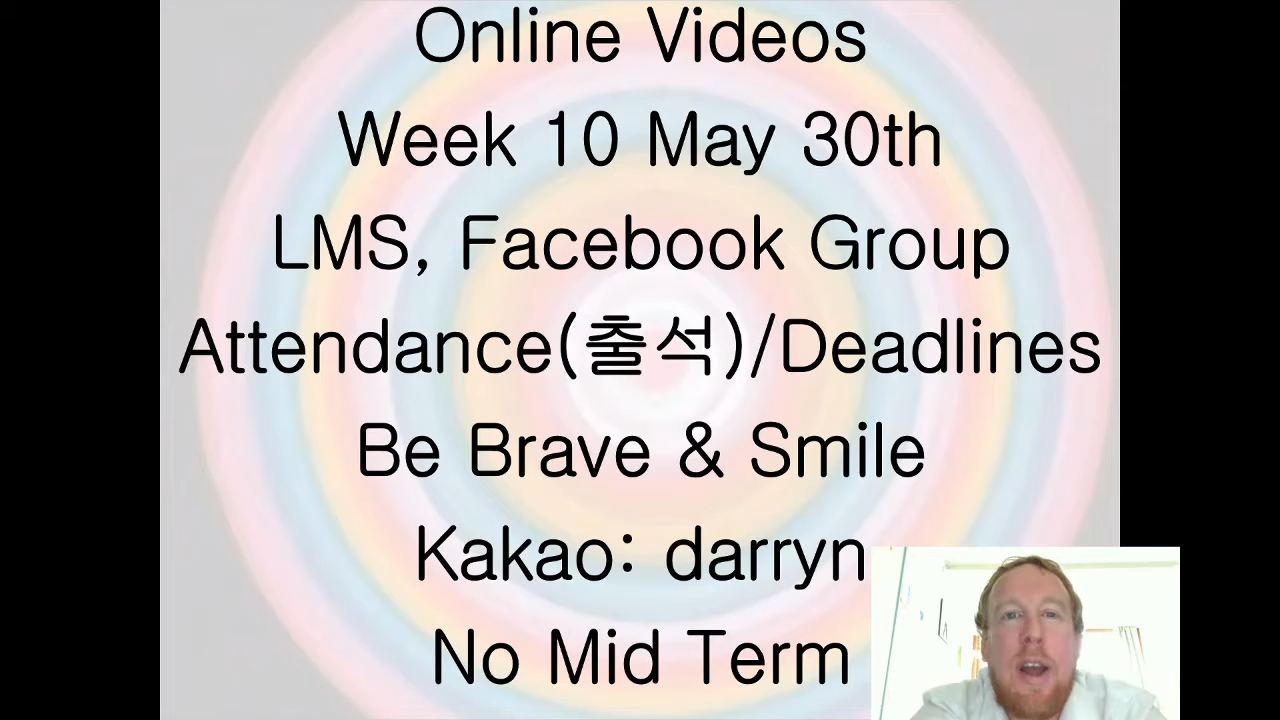 Online Videos
Week 10 May 30th
LMS, Facebook Group
Attendance(출석)/Deadlines
Be Brave & Smile
Kakao: darryn
No Mid Term